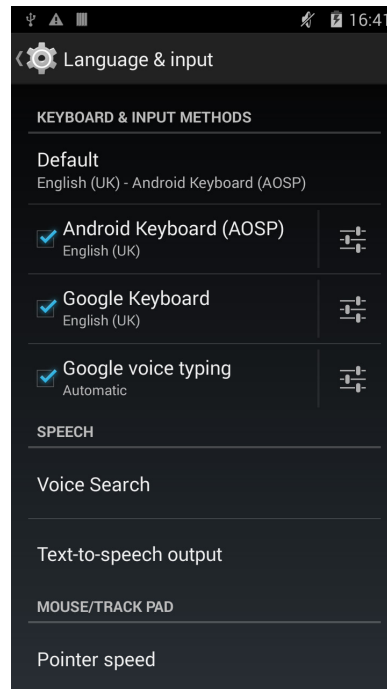 16:41
Language & input
KEYBOARD & INPUT METHODS
Default
English (UK) - Android Keyboard (AOSP)
Android Keyboard (AOSP)
English (UK)
Google Keyboard
English (UK)
Google voice typing
Automatic
SPEECH
Voice Search
Text-to-speech output
MOUSE/TRACK PAD
Pointer speed